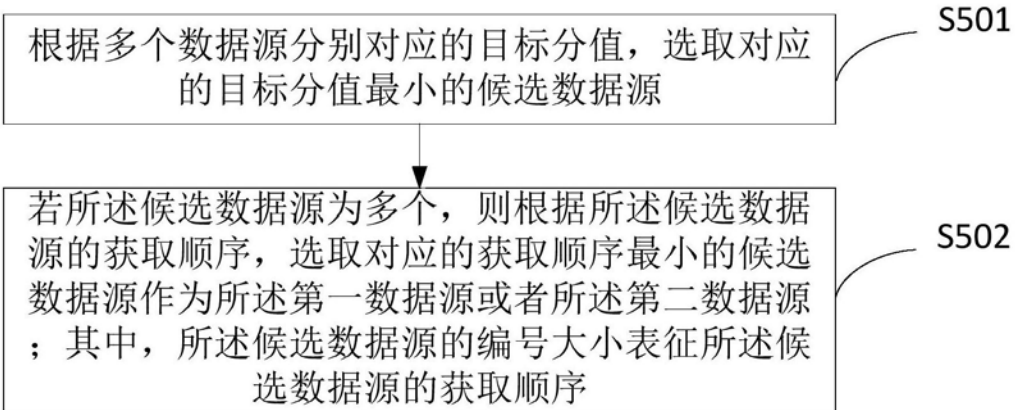 根据多个数据源分别对应的目标分值，选取对应
的目标分值最小的候选数据源
S501
若所述候选数据源为多个，则根据所述候选数据
源的获取顺序，选取对应的获取顺序最小的候选
数据源作为所述第一数据源或者所述第二数据源
；其中，所述候选数据源的编号大小表征所述候
选数据源的获取顺序
S502